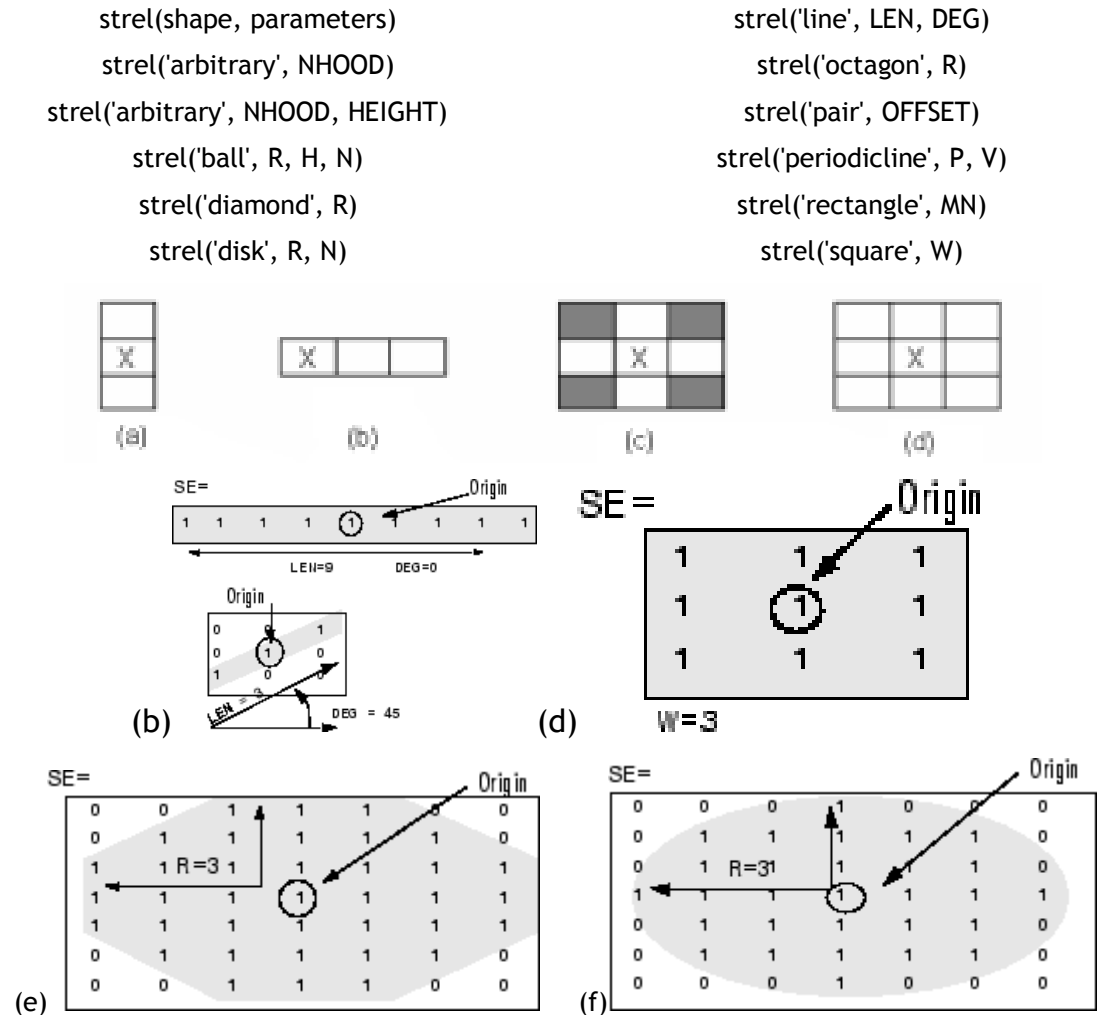 strel(shape, parameters)
strel('arbitrary', NHOOD)
strel('arbitrary', NHOOD, HEIGHT)
strel('ball', R, H, N)
strel('diamond', R)
strel('disk', R, N)
strel('line', LEN, DEG)
strel('octagon', R)
strel('pair', OFFSET)
strel('periodicline', P, V)
strel('rectangle', MN)
strel('square', W)
X
(a)
X
(b)
X
(c)
X
(d)
SE=
Origin
1 1 1 1 1 1 1 1 1
LEN=9 DEG=0
Origin
0 0 1
0 1 0
1 0 0
LEN = 3
DEG = 45
(b)
SE=
Origin
1 1 1
1 1 1
1 1 1
W=3
(d)
SE=
Origin
0 0 1 1 1 0 0
0 1 1 1 1 1 0
1 1 R=3 1 1 1 1 1
1 1 1 1 1 1 1
1 1 1 1 1 1 1
0 1 1 1 1 1 0
0 0 1 1 1 0 0
(e)
SE=
Origin
0 0 0 1 0 0 0
0 1 1 1 1 1 0
0 1 R=3 1 1 1 1 0
1 1 1 1 1 1 1
0 1 1 1 1 1 0
0 1 1 1 1 1 0
0 0 0 1 0 0 0
(f)